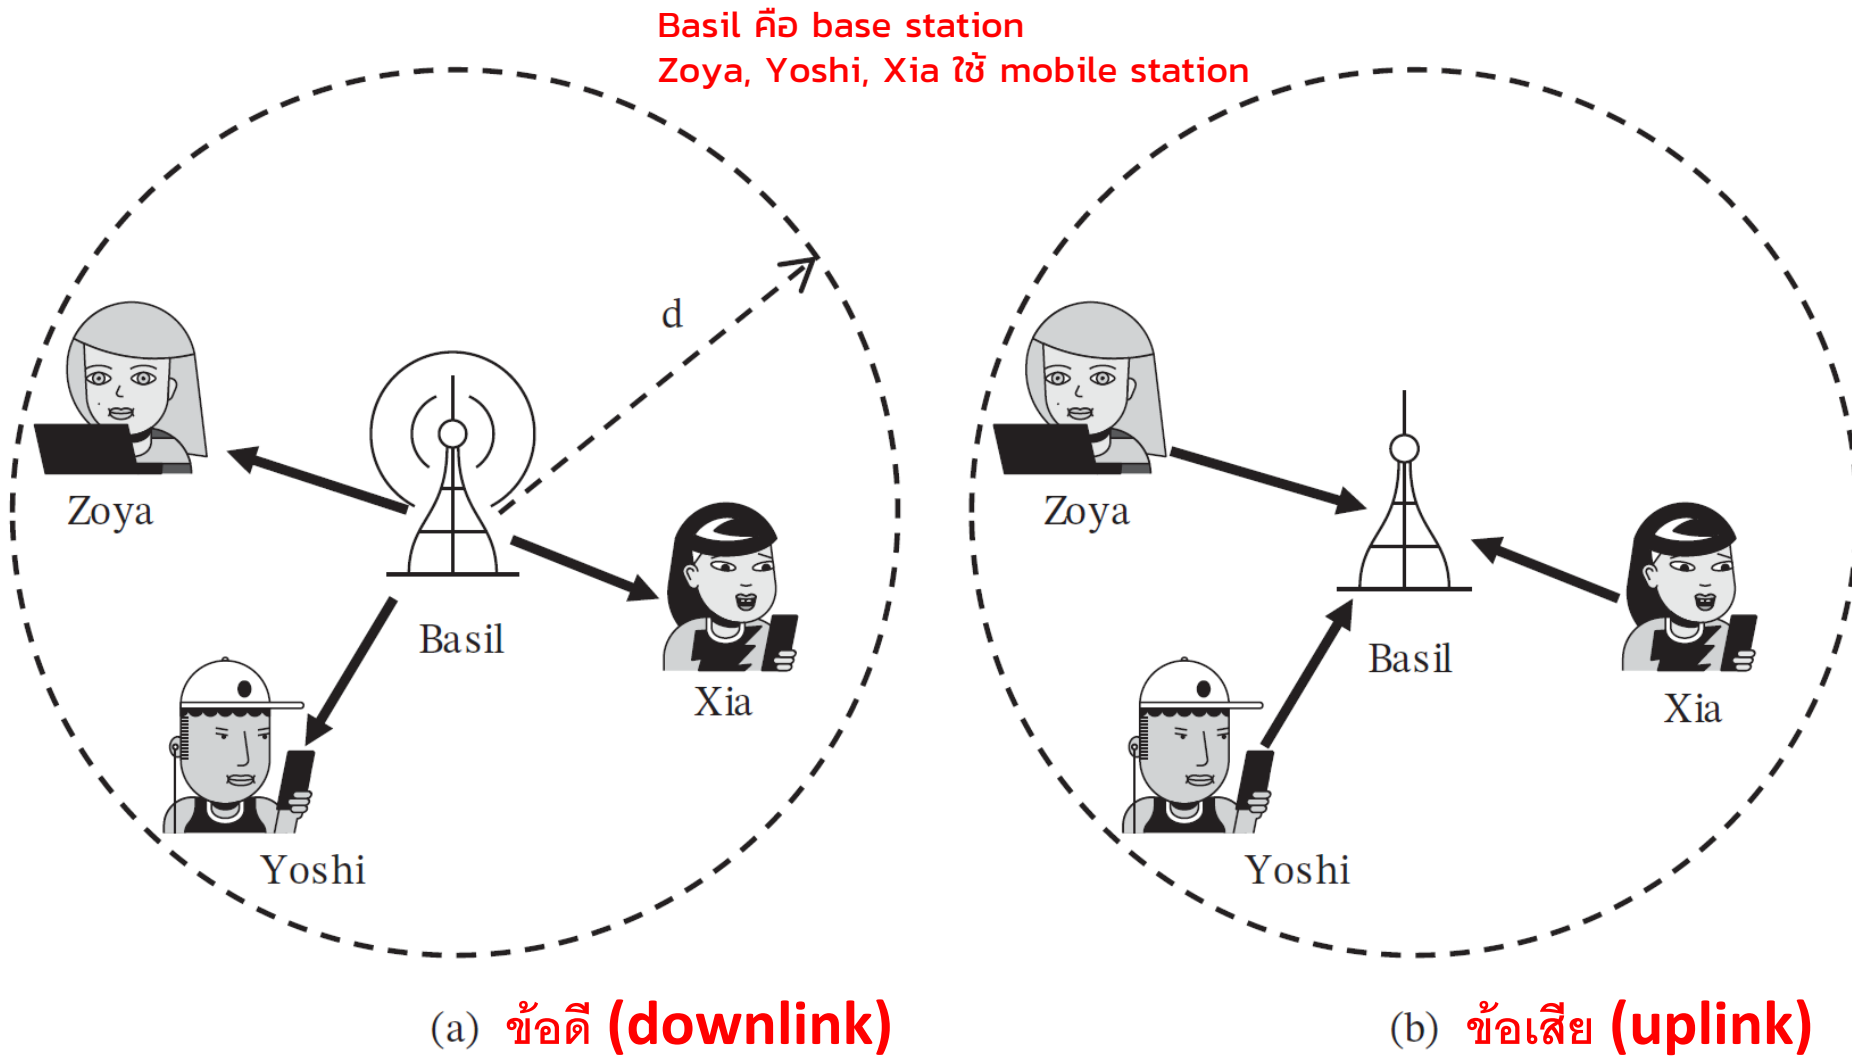 Basil คือ base station
Zoya, Yoshi, Xia ใช้ mobile station
d
Zoya
Basil
Xia
Yoshi
(a) ข้อดี (downlink)
Zoya
Basil
Xia
Yoshi
(b) ข้อเสีย (uplink)